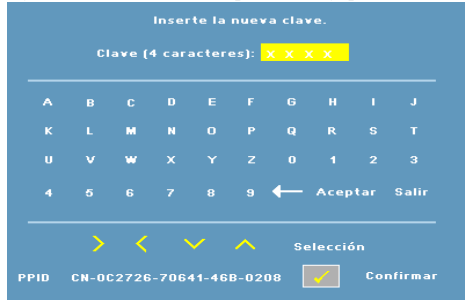 Inserte la nueva clave.
Clave (4 caracteres): x x x x
A B C D E F G H I J
K L M N O P Q R S T
U V W X Y Z 0 1 2 3
4 5 6 7 8 9 Aceptar Salir
Selección
PPID CN-0C2726-70641-46B-0208 Confirmar